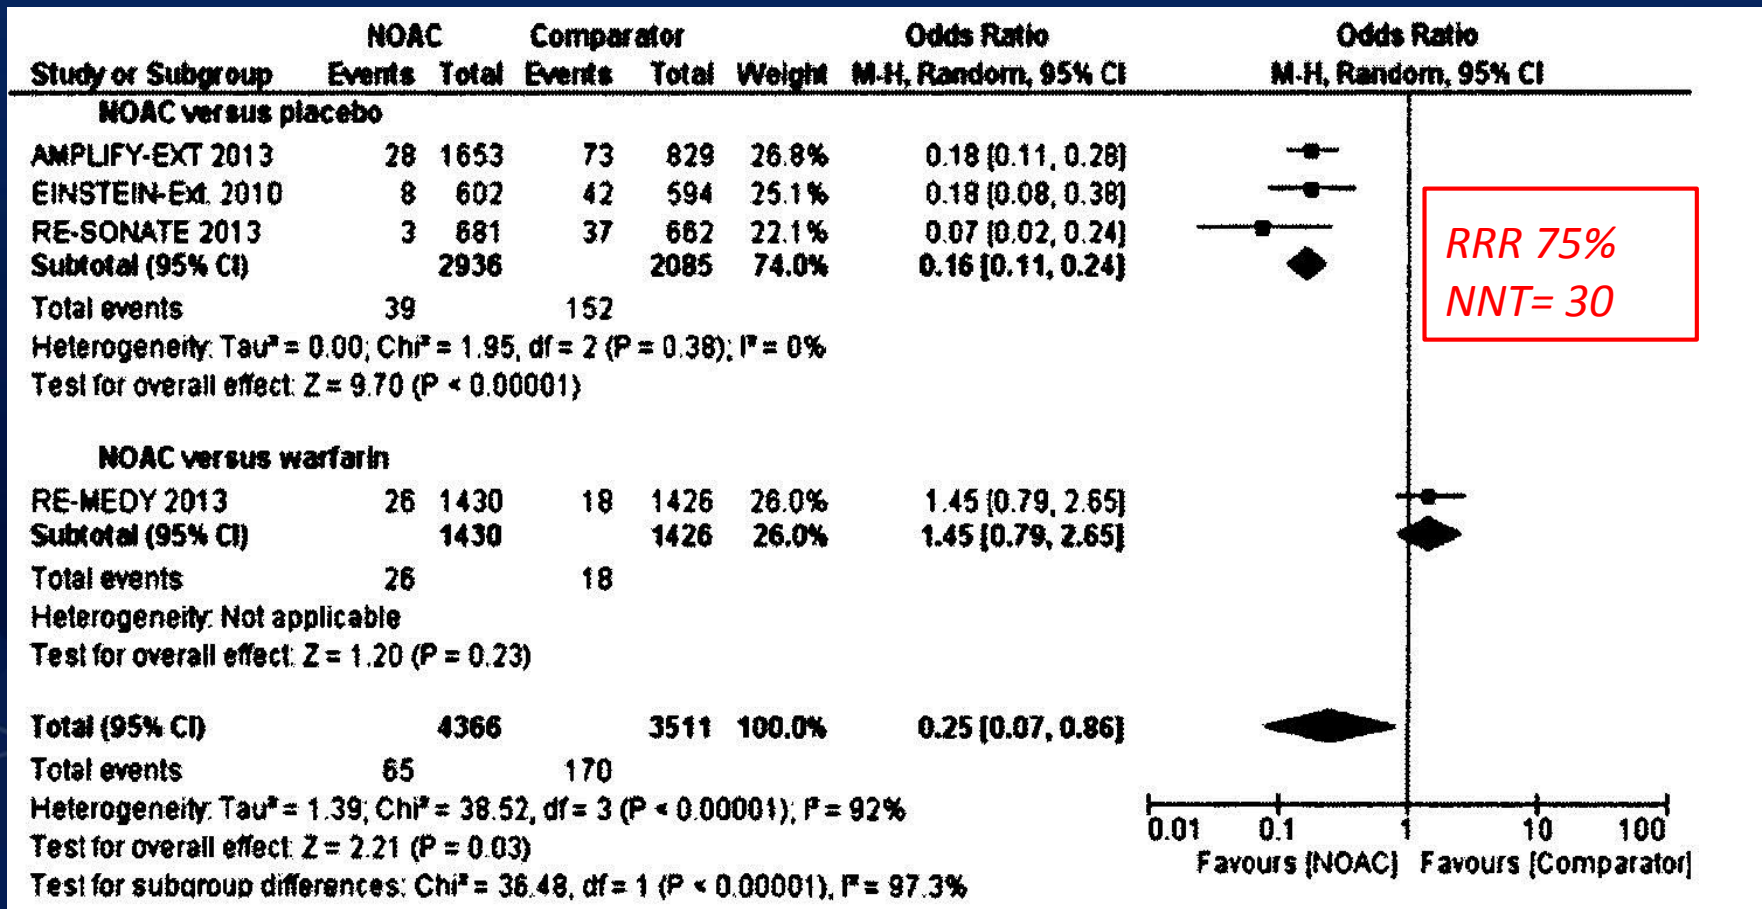 NOAC Comparator Odds Ratio Odds Ratio
Study or Subgroup Events Total Events Total Weight M-H, Random, 95% CI M-H, Random, 95% CI
NOAC versus placebo
AMPLIFY-EXT 2013 28 1653 73 829 26.8% 0.18 [0.11, 0.28]
EINSTEIN-Ext. 2010 8 602 42 594 25.1% 0.18 [0.08, 0.38]
RE-SONATE 2013 3 681 37 662 22.1% 0.07 [0.02, 0.24]
Subtotal (95% CI) 2936 2085 74.0% 0.16 [0.11, 0.24]
Total events 39 152
Heterogeneity: Tau² = 0.00; Chi² = 1.95, df = 2 (P = 0.38); I² = 0%
Test for overall effect: Z = 9.70 (P < 0.00001)
RRR 75%
NNT= 30
NOAC versus warfarin
RE-MEDY 2013 26 1430 18 1426 26.0% 1.45 [0.79, 2.65]
Subtotal (95% CI) 1430 1426 26.0% 1.45 [0.79, 2.65]
Total events 26 18
Heterogeneity: Not applicable
Test for overall effect: Z = 1.20 (P = 0.23)
Total (95% CI) 4366 3511 100.0% 0.25 [0.07, 0.86]
Total events 65 170
Heterogeneity: Tau² = 1.39; Chi² = 38.52, df = 3 (P < 0.00001); I² = 92%
Test for overall effect: Z = 2.21 (P = 0.03)
Test for subgroup differences: Chi² = 36.48, df = 1 (P < 0.00001), I² = 97.3%
0.01 0.1 1 10 100
Favours [NOAC] Favours [Comparator]